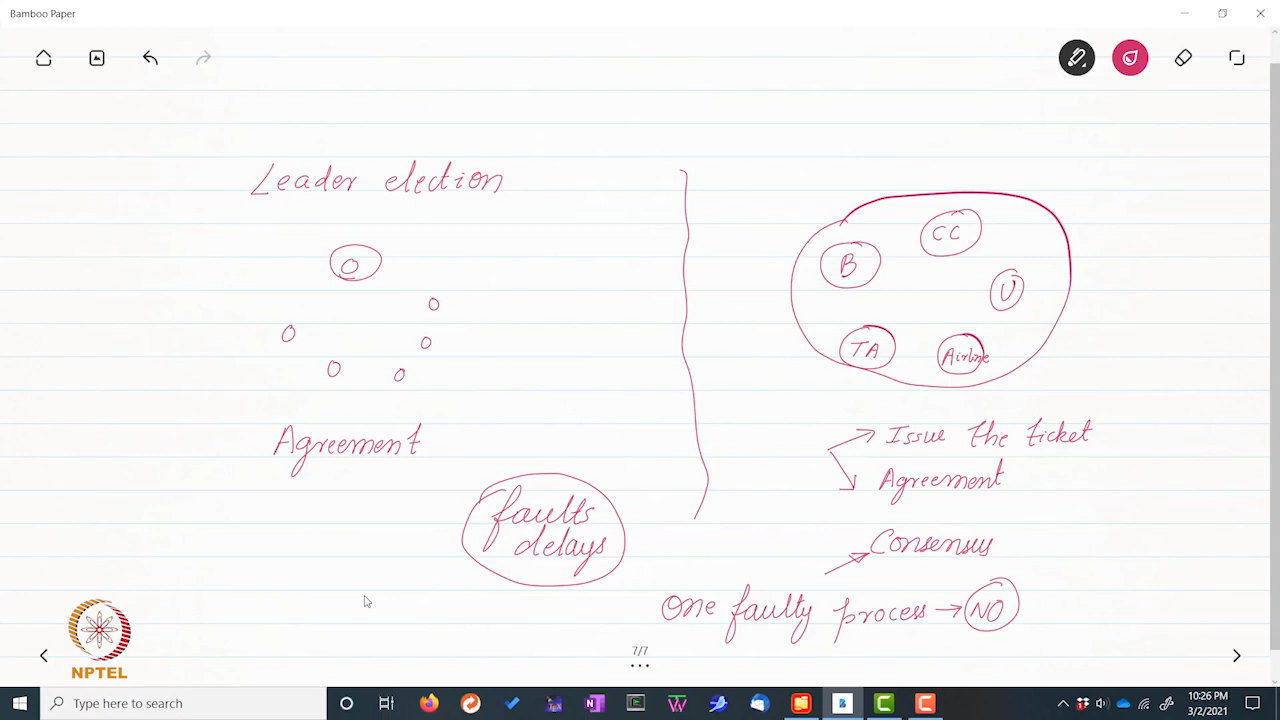 Bamboo Paper
Leader election
O
O
O
O
O
O
Agreement
faults
delays
CC
B
U
TA
Airline
Issue the ticket
Agreement
Consensus
One faulty process → NO
NPTEL
7/7
Type here to search
10:26 PM
3/2/2021